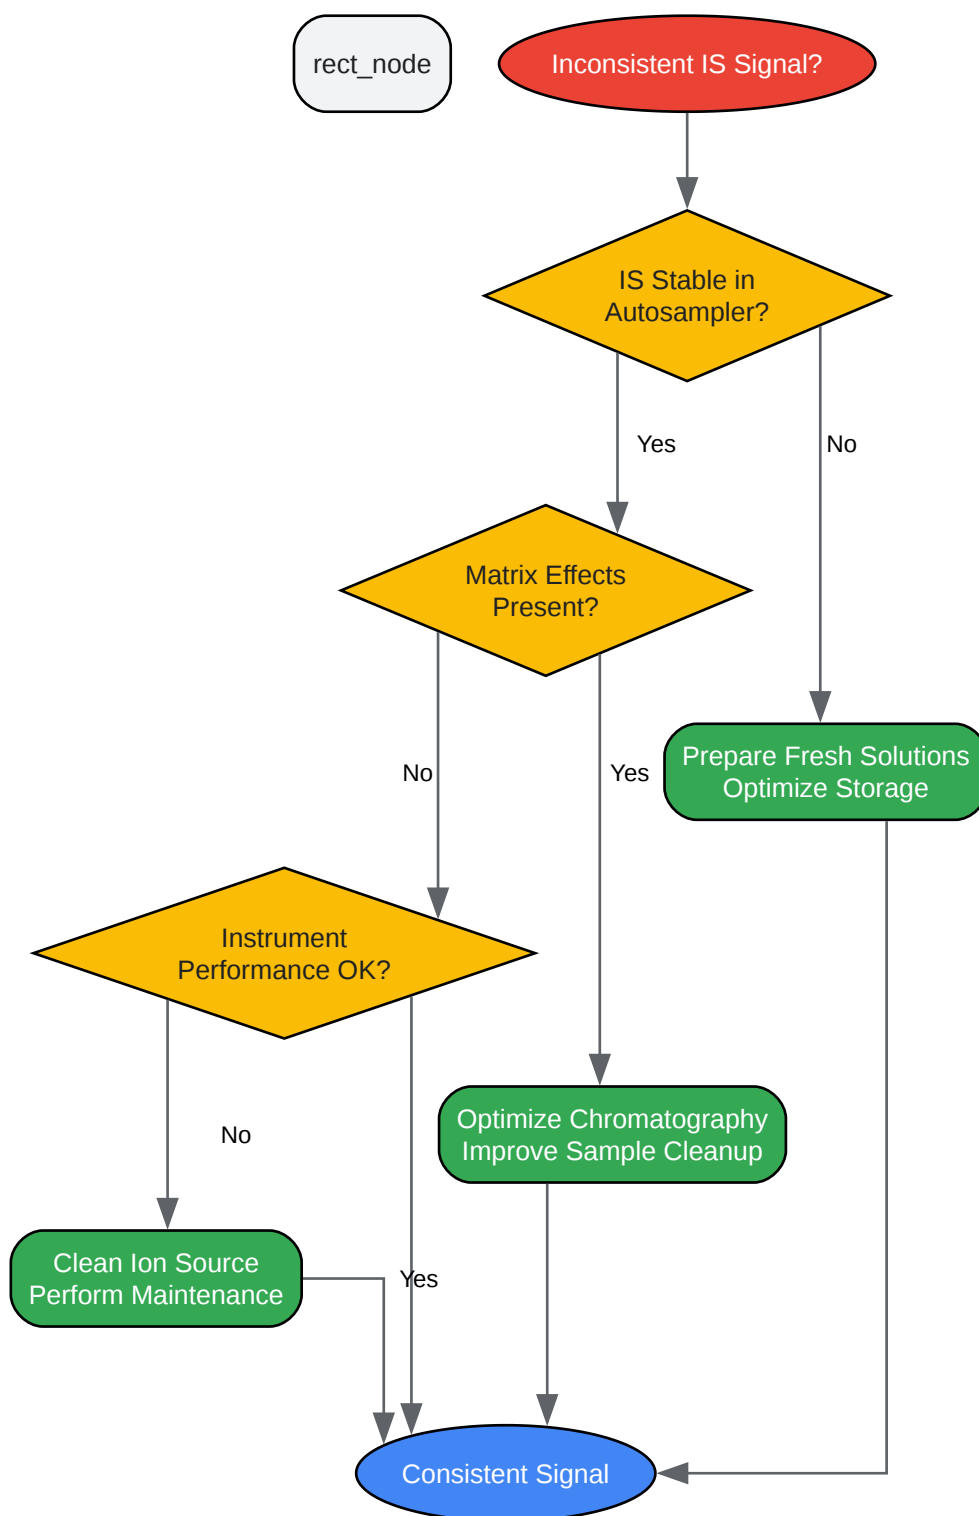 rect_node
Inconsistent IS Signal?
IS Stable in
Autosampler?
Yes
No
Matrix Effects
Present?
No
Yes
Prepare Fresh Solutions
Optimize Storage
Instrument
Performance OK?
No
Optimize Chromatography
Improve Sample Cleanup
Clean Ion Source
Perform Maintenance
Yes
Consistent Signal